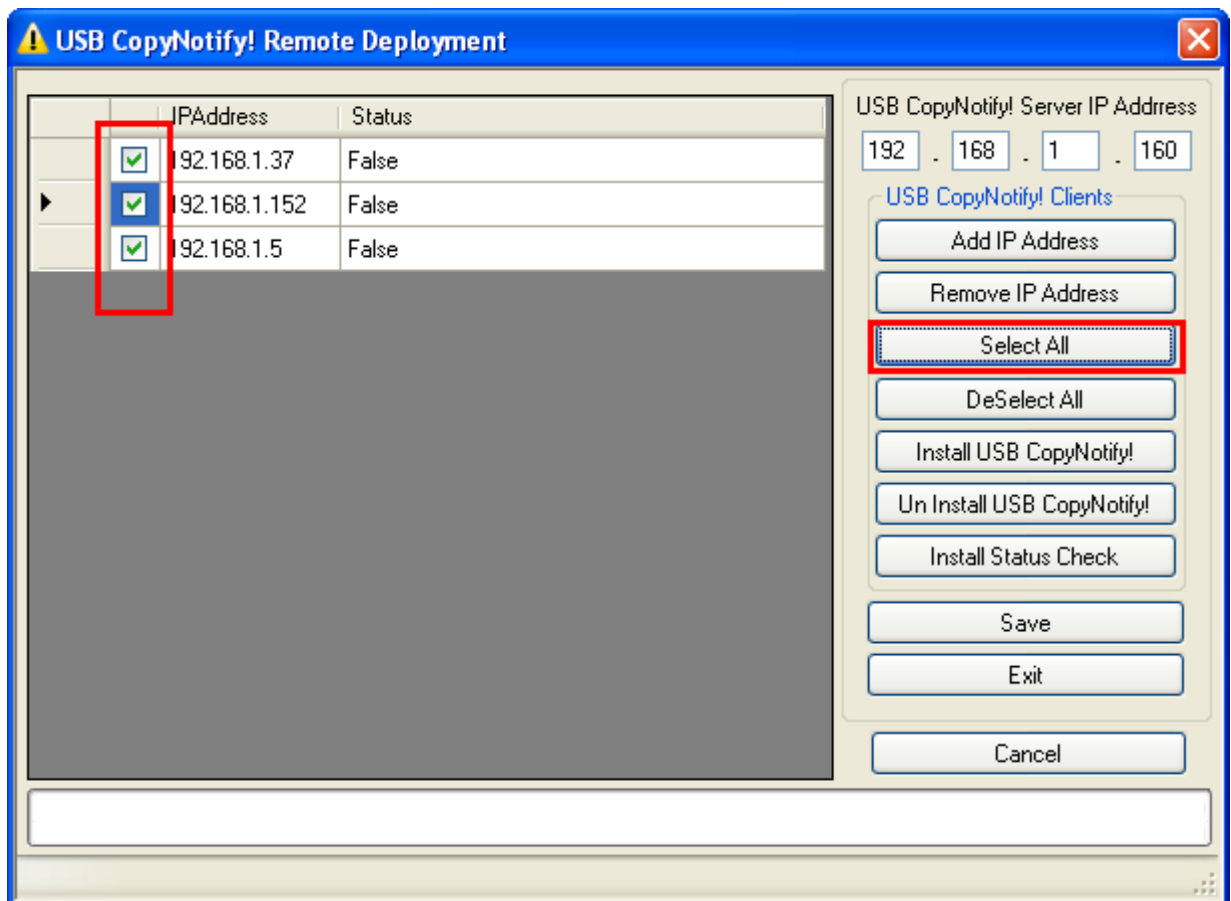 USB CopyNotify! Remote Deployment
IPAddress Status
192.168.1.37 False
192.168.1.152 False
192.168.1.5 False
USB CopyNotify! Server IP Addrress
192 . 168 . 1 . 160
USB CopyNotify! Clients
Add IP Address
Remove IP Address
Select All
DeSelect All
Install USB CopyNotify!
Un Install USB CopyNotify!
Install Status Check
Save
Exit
Cancel